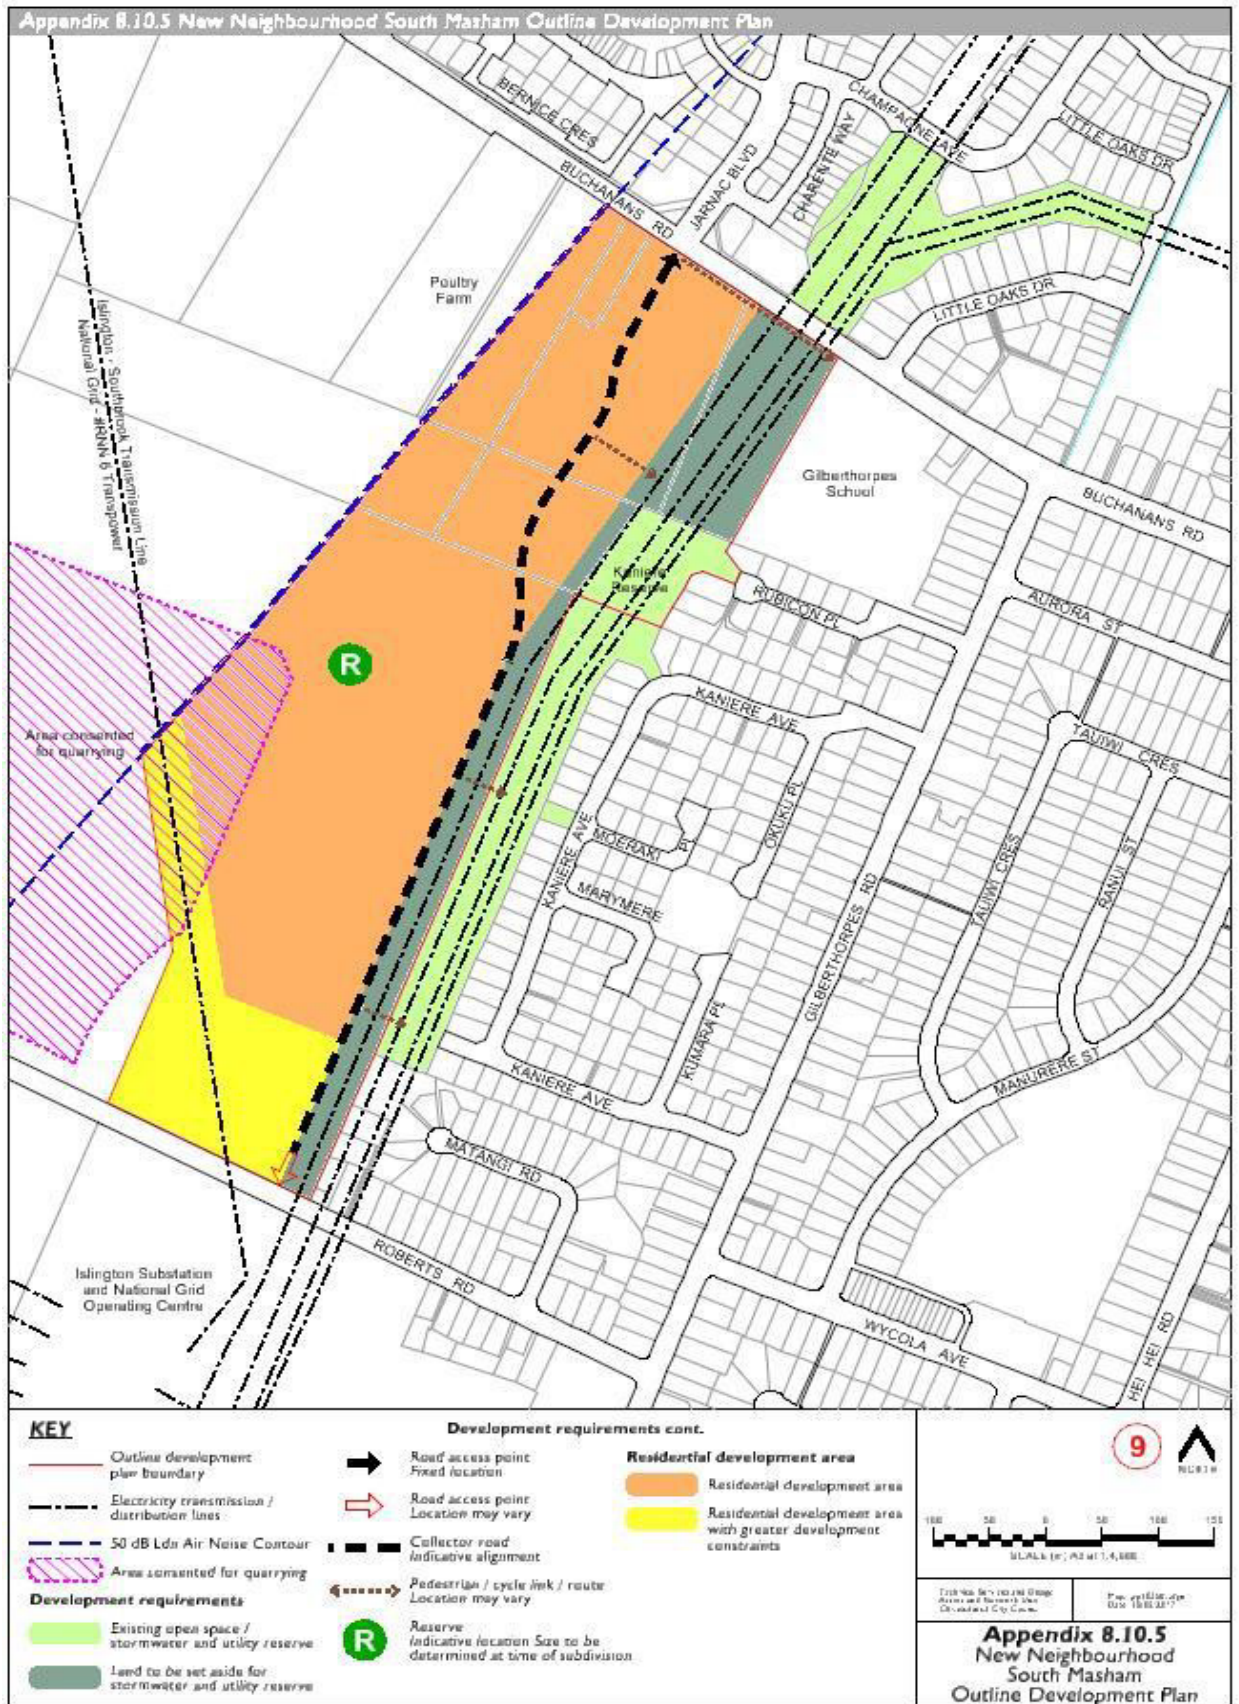 Appendix 8.10.5 New Neighbourhood South Masham Outline Development Plan
BERNICE CRES
BUCHANANS RD
JARNAC BLVD
CHARENTE WAY
CHAMPAGNE AVE
LITTLE OAKS DR
LITTLE OAKS DR
Poultry
Farm
Islington - Southbrook Transmission Line
National Grid - #RNN 6 Transpower
Gilberthorpes
School
BUCHANANS RD
Kaniere
Reserve
RUBICON PL
AURORA ST
R
KANIERE AVE
TAUIWI CRES
Area consented
for quarrying
OKUKU PL
KANIERE AVE
MOERAKI PL
MARYMERE
TAUIWI CRES
RANUI ST
GILBERTHORPES RD
KUMARA PL
KANIERE AVE
MANURERE ST
MATANGI RD
ROBERTS RD
Islington Substation
and National Grid
Operating Centre
WYCOLA AVE
HEI HEI RD
KEY
Outline development
plan boundary
Electricity transmission /
distribution lines
50 dB Ldn Air Noise Contour
Area consented for quarrying
Development requirements
Existing open space /
stormwater and utility reserve
Land to be set aside for
stormwater and utility reserve
Development requirements cont.
Road access point
Fixed location
Road access point
Location may vary
Collector road
Indicative alignment
Pedestrian / cycle link / route
Location may vary
R
Reserve
Indicative location Size to be
determined at time of subdivision
Residential development area
Residential development area
Residential development area
with greater development
constraints
9
NORTH
100 50 0 50 100 150
SCALE (m)
Appendix 8.10.5
New Neighbourhood
South Masham
Outline Development Plan